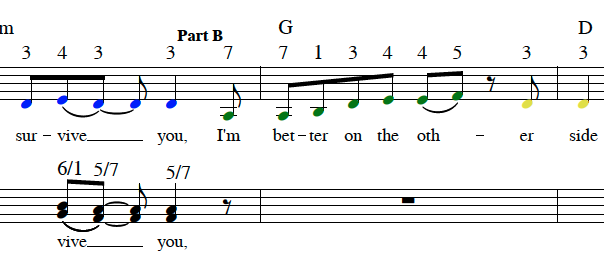 m Part B G D
3 4 3 3 7 7 1 3 4 4 5 3 3
sur – vive you, I'm bet – ter on the oth – er side
6/1 5/7 5/7
vive you,